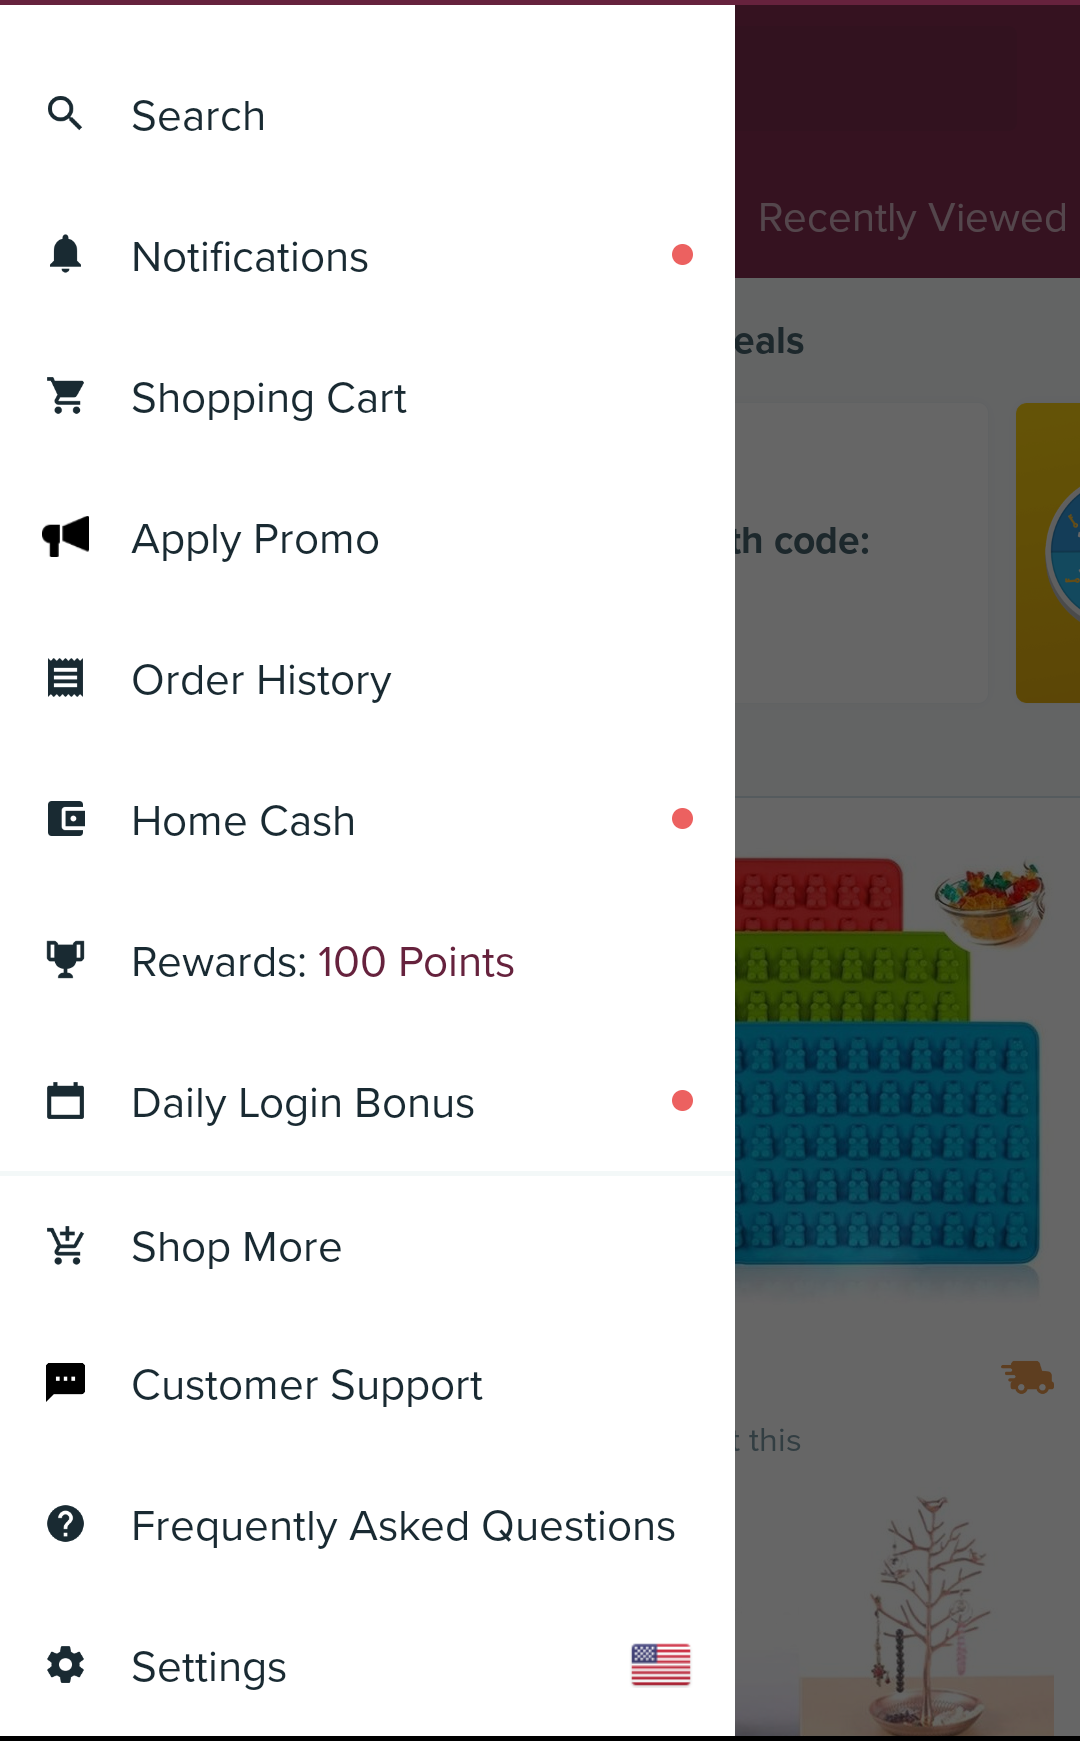 Search
Recently Viewed
Notifications
eals
Shopping Cart
th code:
Apply Promo
Order History
Home Cash
Rewards: 100 Points
Daily Login Bonus
Shop More
Customer Support
t this
Frequently Asked Questions
Settings